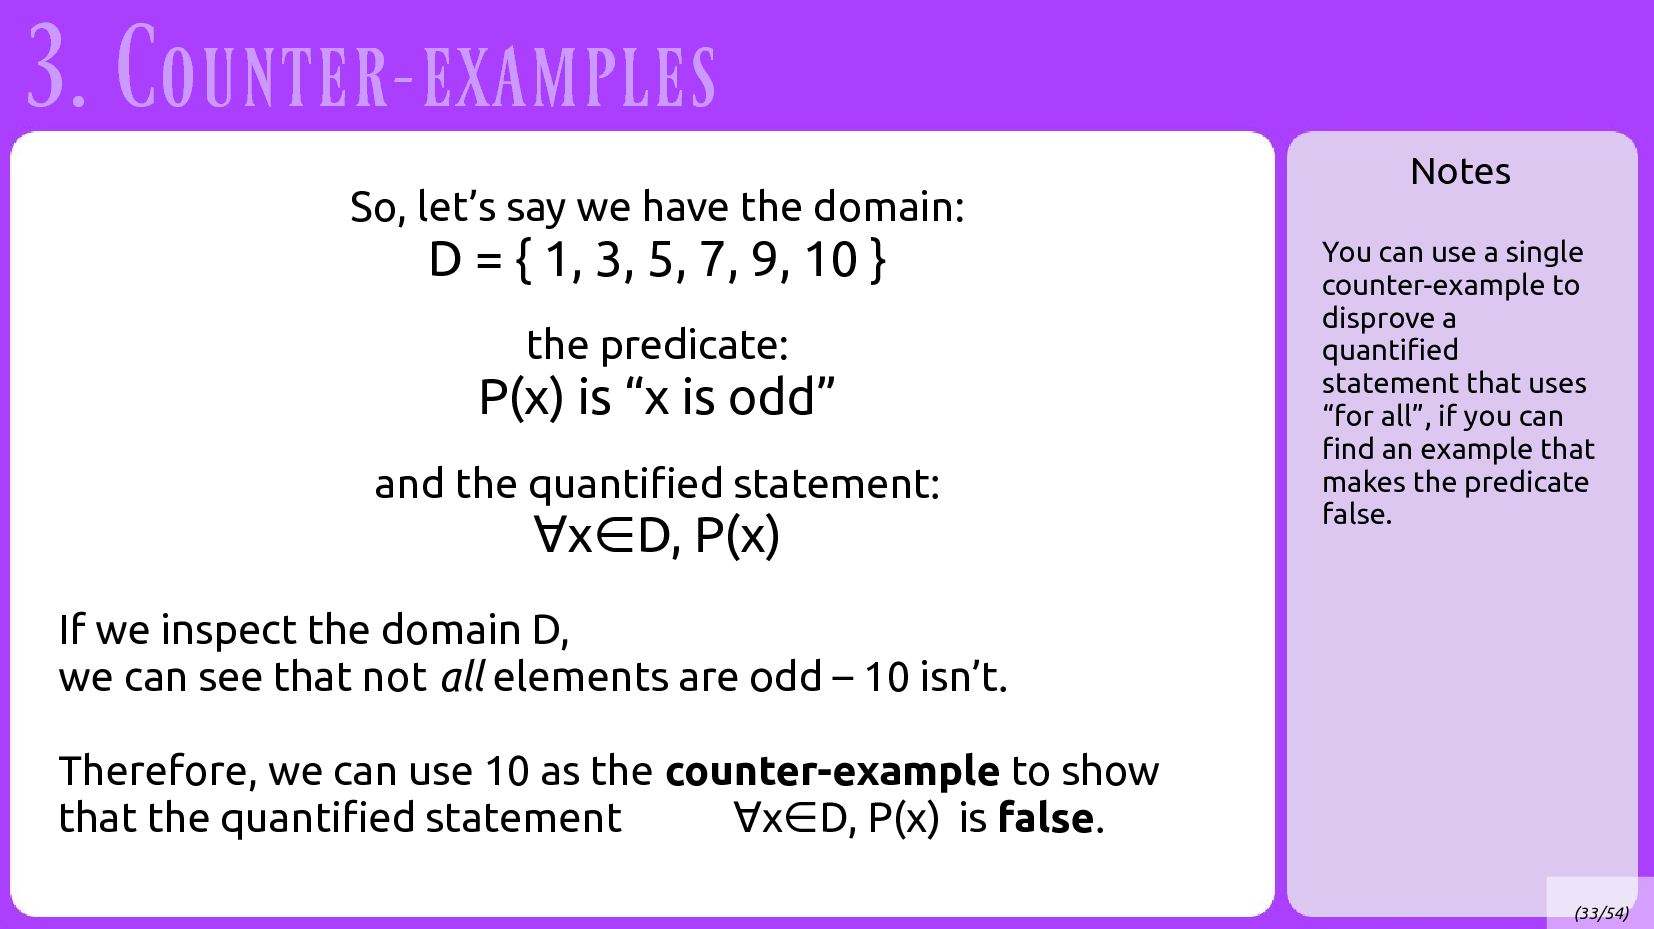 3. Counter-examples
So, let’s say we have the domain:
D = { 1, 3, 5, 7, 9, 10 }
the predicate:
P(x) is “x is odd”
and the quantified statement:
∀x∈D, P(x)
If we inspect the domain D,
we can see that not all elements are odd – 10 isn’t.
Therefore, we can use 10 as the counter-example to show
that the quantified statement ∀x∈D, P(x) is false.
Notes
You can use a single
counter-example to
disprove a
quantified
statement that uses
“for all”, if you can
find an example that
makes the predicate
false.
(33/54)